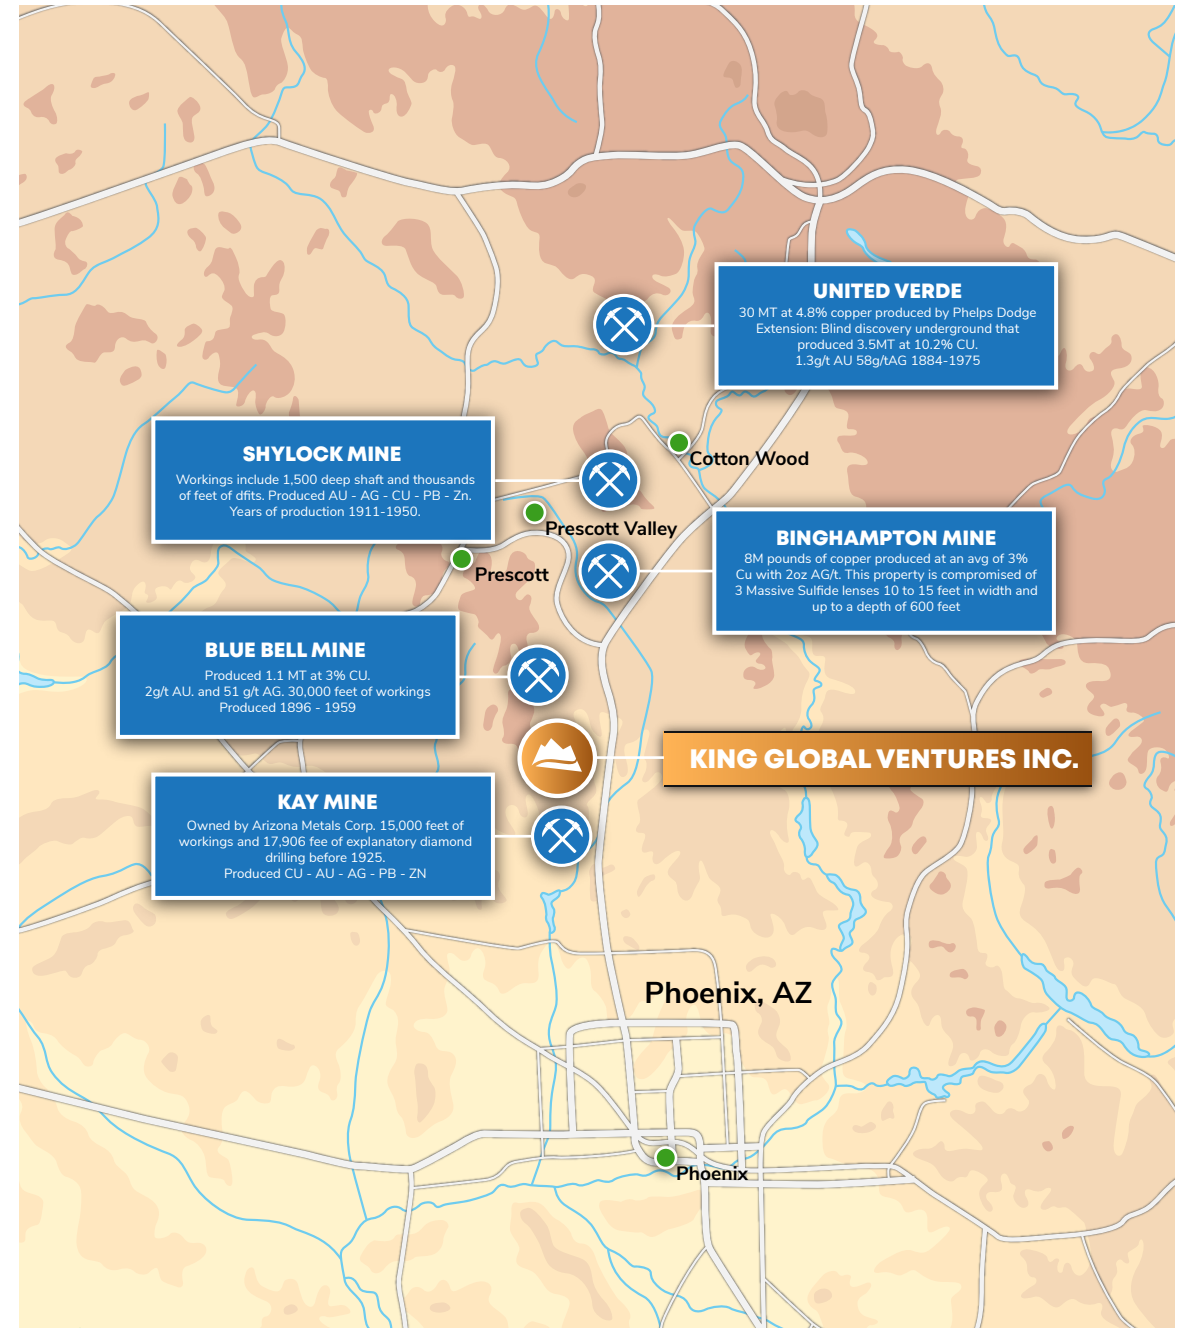 UNITED VERDE
30 MT at 4.8% copper produced by Phelps Dodge
Extension: Blind discovery underground that
produced 3.5MT at 10.2% CU.
1.3g/t AU 58g/tAG 1884-1975
SHYLOCK MINE
Workings include 1,500 deep shaft and thousands
of feet of dfits. Produced AU - AG - CU - PB - Zn.
Years of production 1911-1950.
Cotton Wood
Prescott Valley
Prescott
BINGHAMPTON MINE
8M pounds of copper produced at an avg of 3%
Cu with 2oz AG/t. This property is compromised of
3 Massive Sulfide lenses 10 to 15 feet in width and
up to a depth of 600 feet
BLUE BELL MINE
Produced 1.1 MT at 3% CU.
2g/t AU. and 51 g/t AG. 30,000 feet of workings
Produced 1896 - 1959
KING GLOBAL VENTURES INC.
KAY MINE
Owned by Arizona Metals Corp. 15,000 feet of
workings and 17,906 fee of explanatory diamond
drilling before 1925.
Produced CU - AU - AG - PB - ZN
Phoenix, AZ
Phoenix